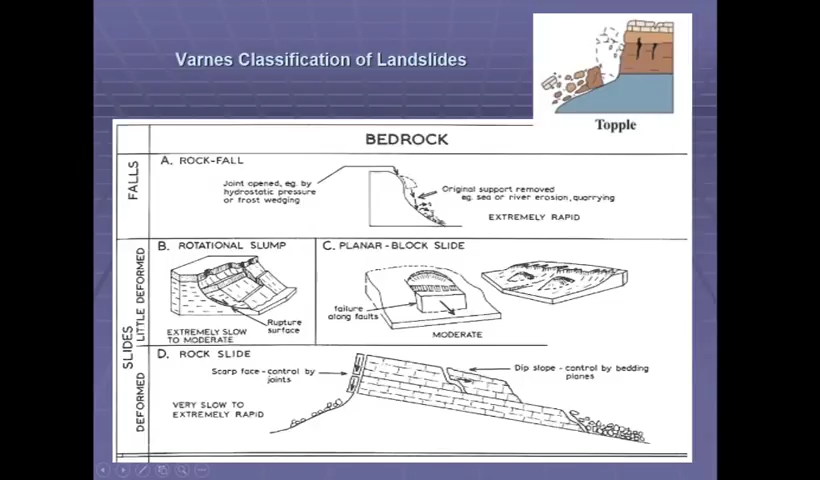 Varnes Classification of Landslides
Topple
BEDROCK
FALLS
A. ROCK-FALL
Joint opened, eg. by
hydrostatic pressure
or frost wedging
Original support removed
eg. sea or river erosion, quarrying
EXTREMELY RAPID
SLIDES
LITTLE DEFORMED
B. ROTATIONAL SLUMP
Rupture
surface
EXTREMELY SLOW
TO MODERATE
C. PLANAR-BLOCK SLIDE
failure
along faults
MODERATE
DEFORMED
D. ROCK SLIDE
Scarp face-control by
joints
Dip slope-control by bedding
planes
VERY SLOW TO
EXTREMELY RAPID